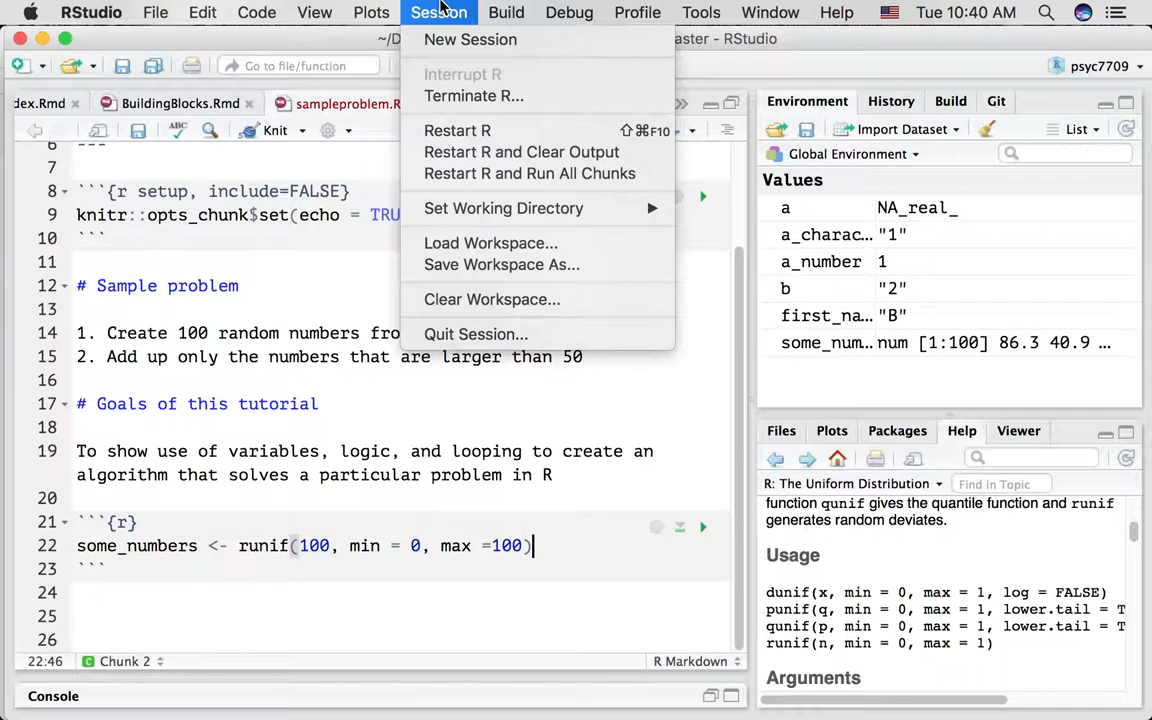 RStudio File Edit Code View Plots Session Build Debug Profile Tools Window Help Tue 10:40 AM
~/D aster - RStudio
Go to file/function
psyc7709
dex.Rmd BuildingBlocks.Rmd sampleproblem.R
Knit
6 ---
7
8 ```{r setup, include=FALSE}
9 knitr::opts_chunk$set(echo = TRU
10 ```
11
12 # Sample problem
13
14 1. Create 100 random numbers fro
15 2. Add up only the numbers that are larger than 50
16
17 # Goals of this tutorial
18
19 To show use of variables, logic, and looping to create an
algorithm that solves a particular problem in R
20
21 ```{r}
22 some_numbers <- runif(100, min = 0, max =100)
23 ```
24
25
26
22:46 C Chunk 2 R Markdown
Console
New Session
Interrupt R
Terminate R...
Restart R ⇧⌘F10
Restart R and Clear Output
Restart R and Run All Chunks
Set Working Directory
Load Workspace...
Save Workspace As...
Clear Workspace...
Quit Session...
Environment History Build Git
Import Dataset List
Global Environment
Values
a NA_real_
a_charac... "1"
a_number 1
b "2"
first_na... "B"
some_num... num [1:100] 86.3 40.9 ...
Files Plots Packages Help Viewer
R: The Uniform Distribution Find in Topic
function qunif gives the quantile function and runif
generates random deviates.
Usage
dunif(x, min = 0, max = 1, log = FALSE)
punif(q, min = 0, max = 1, lower.tail = T
qunif(p, min = 0, max = 1, lower.tail = T
runif(n, min = 0, max = 1)
Arguments